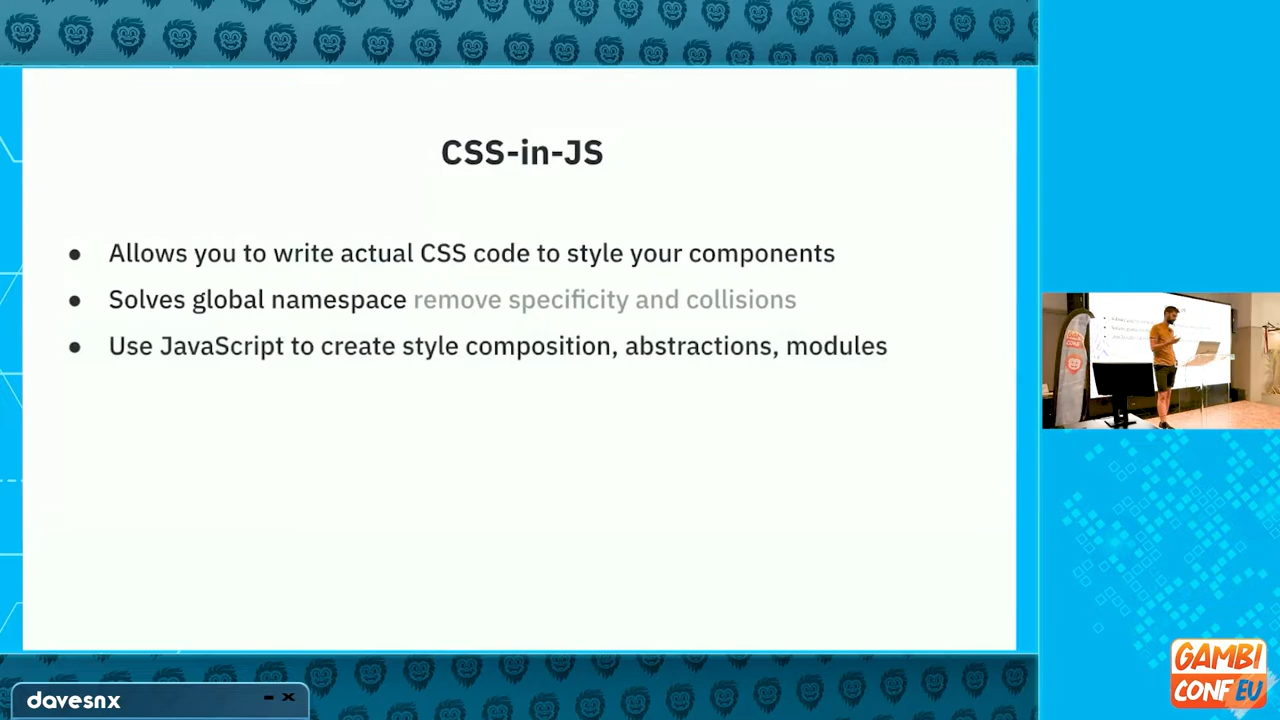 CSS-in-JS
● Allows you to write actual CSS code to style your components
● Solves global namespace remove specificity and collisions
● Use JavaScript to create style composition, abstractions, modules
davesnx
GAMBI
CONF EU